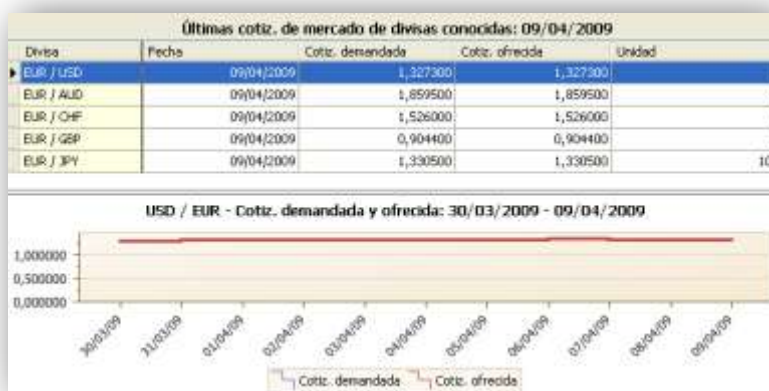 Últimas cotiz. de mercado de divisas conocidas: 09/04/2009
Divisa Fecha Cotiz. demandada Cotiz. ofrecida Unidad
EUR / USD 09/04/2009 1,327300 1,327300
EUR / AUD 09/04/2009 1,859500 1,859500
EUR / CHF 09/04/2009 1,526000 1,526000
EUR / GBP 09/04/2009 0,904400 0,904400
EUR / JPY 09/04/2009 1,330500 1,330500 10
USD / EUR - Cotiz. demandada y ofrecida: 30/03/2009 - 09/04/2009
1,000000
0,500000
0,000000
30/03/09 31/03/09 01/04/09 02/04/09 03/04/09 04/04/09 05/04/09 06/04/09 07/04/09 08/04/09 09/04/09
Cotiz. demandada Cotiz. ofrecida